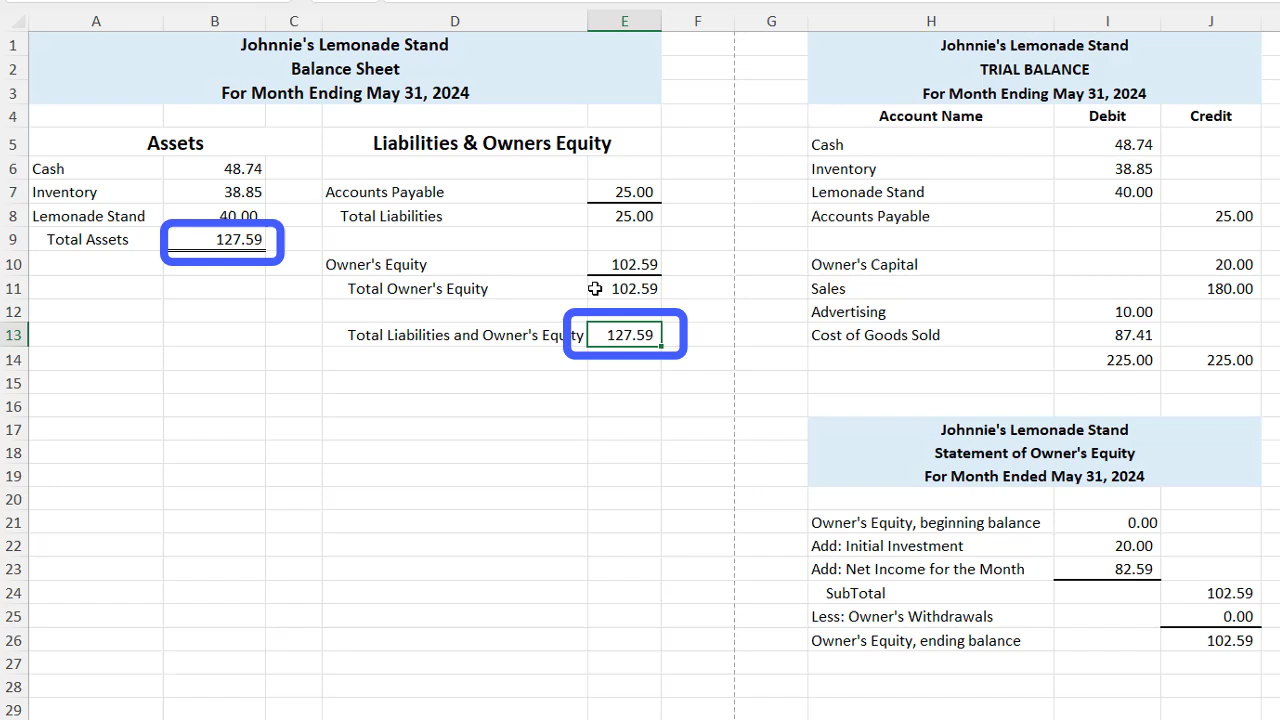 A B C D E F G H I J
1 Johnnie's Lemonade Stand Johnnie's Lemonade Stand
2 Balance Sheet TRIAL BALANCE
3 For Month Ending May 31, 2024 For Month Ending May 31, 2024
4 Account Name Debit Credit
5 Assets Liabilities & Owners Equity Cash 48.74
6 Cash 48.74 Inventory 38.85
7 Inventory 38.85 Accounts Payable 25.00 Lemonade Stand 40.00
8 Lemonade Stand 40.00 Total Liabilities 25.00 Accounts Payable 25.00
9 Total Assets 127.59
10 Owner's Equity 102.59 Owner's Capital 20.00
11 Total Owner's Equity 102.59 Sales 180.00
12 Advertising 10.00
13 Total Liabilities and Owner's Equity 127.59 Cost of Goods Sold 87.41
14 225.00 225.00
15
16
17 Johnnie's Lemonade Stand
18 Statement of Owner's Equity
19 For Month Ended May 31, 2024
20
21 Owner's Equity, beginning balance 0.00
22 Add: Initial Investment 20.00
23 Add: Net Income for the Month 82.59
24 SubTotal 102.59
25 Less: Owner's Withdrawals 0.00
26 Owner's Equity, ending balance 102.59
27
28
29